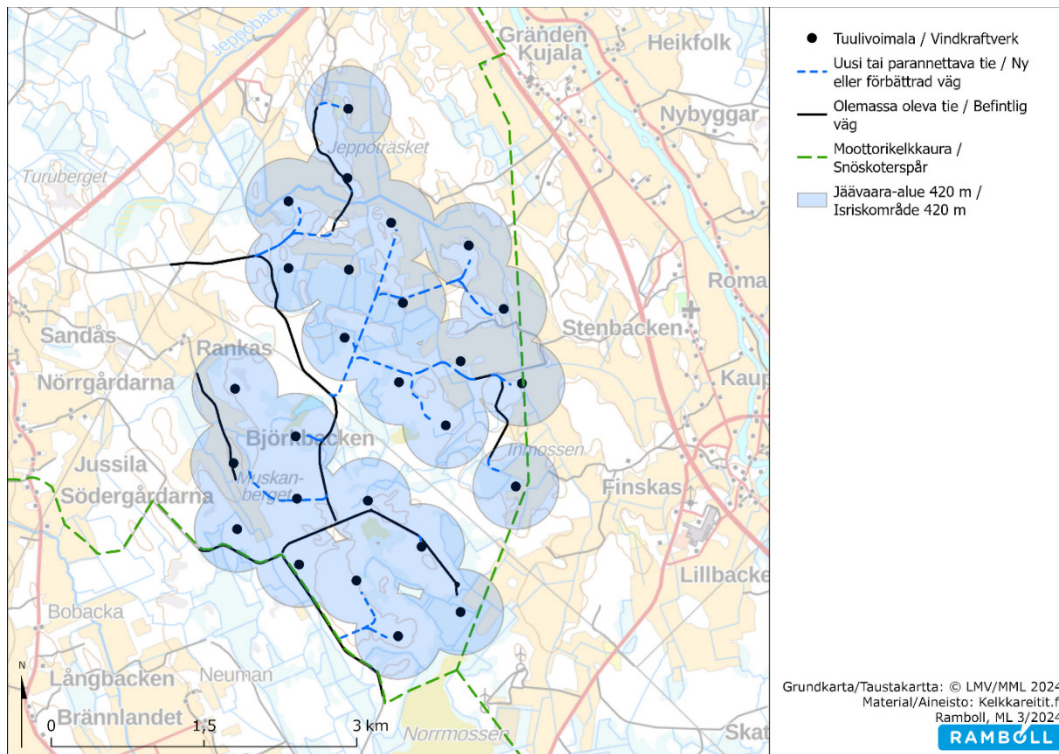 Jeppobäck
Gränden
Kujala
Heikfolk
Nybyggar
Jeppoträsket
Turuberget
Roma
Stenbacken
Sandås
Rankas
Nörrgårdarna
Kaup
Björkbacken
Jussila
Muskan-
berget
Södergårdarna
Inmossen
Finskas
Lillbacke
Bobacka
Neuman
Långbacken
Brännlandet
Norrmossen
Skat
N
0
1,5
3 km
Tuulivoimala / Vindkraftverk
Uusi tai parannettava tie / Ny
eller förbättrad väg
Olemassa oleva tie / Befintlig
väg
Moottorikelkkaura /
Snöskoterspår
Jäävaara-alue 420 m /
Isriskområde 420 m
Grundkarta/Taustakartta: © LMV/MML 2024
Material/Aineisto: Kelkkareitit.f
Ramboll, ML 3/2024
RAMBOLL